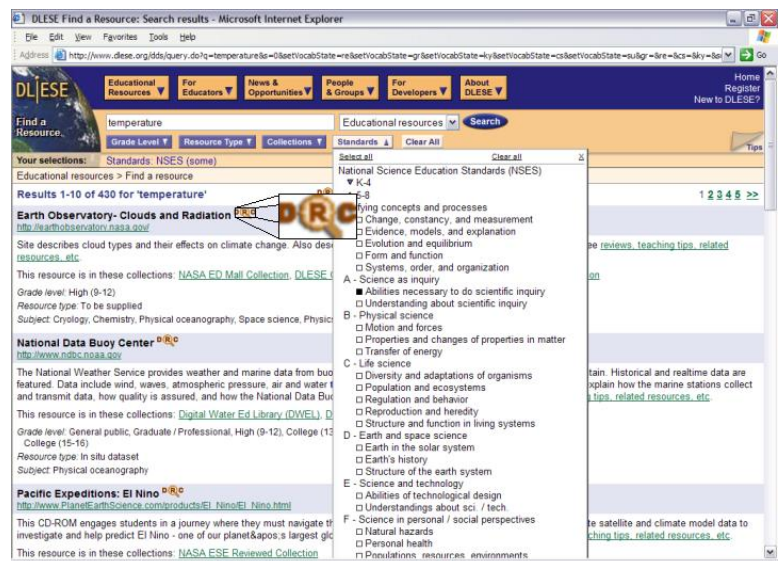 DLESE Find a Resource: Search results - Microsoft Internet Explorer
File Edit View Favorites Tools Help
Address http://www.dlese.org/dds/query.do?q=temperature&s=0&setVocabState=re&setVocabState=gr&setVocabState=ky&setVocabState=cs&setVocabState=su&gr=&re=&cs=&ky=&s Go
DLESE
Educational Resources
For Educators
News & Opportunities
People & Groups
For Developers
About DLESE
Home
Register
New to DLESE?
Find a Resource
temperature
Educational resources
Search
Grade Level Resource Type Collections Standards Clear All
Tips
Your selections: Standards: NSES (some)
Educational resources > Find a resource
Results 1-10 of 430 for 'temperature'
1 2 3 4 5 >>
Earth Observatory- Clouds and Radiation DRC
http://earthobservatory.nasa.gov/
DRC
Site describes cloud types and their effects on climate change. Also des
ee reviews, teaching tips, related
resources, etc.
This resource is in these collections: NASA ED Mall Collection, DLESE
on
Grade level: High (9-12)
Resource type: To be supplied
Subject: Cryology, Chemistry, Physical oceanography, Space science, Physic
National Data Buoy Center DRC
http://www.ndbc.noaa.gov
The National Weather Service provides weather and marine data from buo
tain. Historical and realtime data are
featured. Data include wind, waves, atmospheric pressure, air and water
xplain how the marine stations collect
and transmit data, how quality is assured, and how the National Data Buo
tips, related resources, etc.
This resource is in these collections: Digital Water Ed Library (DWEL), D
Grade level: General public, Graduate / Professional, High (9-12), College (13
College (15-16)
Resource type: In situ dataset
Subject: Physical oceanography
Pacific Expeditions: El Nino DRC
http://www.PlanetEarthScience.com/products/El_Nino/El_Nino.html
This CD-ROM engages students in a journey where they must navigate th
te satellite and climate model data to
investigate and help predict El Nino - one of our planet&apos;s largest glo
ching tips, related resources, etc.
This resource is in these collections: NASA ESE Reviewed Collection
Select all Clear all X
National Science Education Standards (NSES)
K-4
5-8
fying concepts and processes
Change, constancy, and measurement
Evidence, models, and explanation
Evolution and equilibrium
Form and function
Systems, order, and organization
A - Science as inquiry
Abilities necessary to do scientific inquiry
Understanding about scientific inquiry
B - Physical science
Motion and forces
Properties and changes of properties in matter
Transfer of energy
C - Life science
Diversity and adaptations of organisms
Population and ecosystems
Regulation and behavior
Reproduction and heredity
Structure and function in living systems
D - Earth and space science
Earth in the solar system
Earth's history
Structure of the earth system
E - Science and technology
Abilities of technological design
Understandings about sci. / tech.
F - Science in personal / social perspectives
Natural hazards
Personal health
Populations, resources, environments